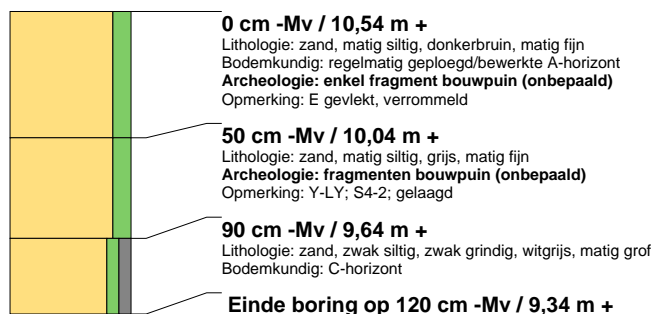 0 cm -Mv / 10,54 m +
Lithologie: zand, matig siltig, donkerbruin, matig fijn
Bodemkundig: regelmatig geploegd/bewerkte A-horizont
Archeologie: enkel fragment bouwpuin (onbepaald)
Opmerking: E gevlekt, verrommeld
50 cm -Mv / 10,04 m +
Lithologie: zand, matig siltig, grijs, matig fijn
Archeologie: fragmenten bouwpuin (onbepaald)
Opmerking: Y-LY; S4-2; gelaagd
90 cm -Mv / 9,64 m +
Lithologie: zand, zwak siltig, zwak grindig, witgrijs, matig grof
Bodemkundig: C-horizont
Einde boring op 120 cm -Mv / 9,34 m +